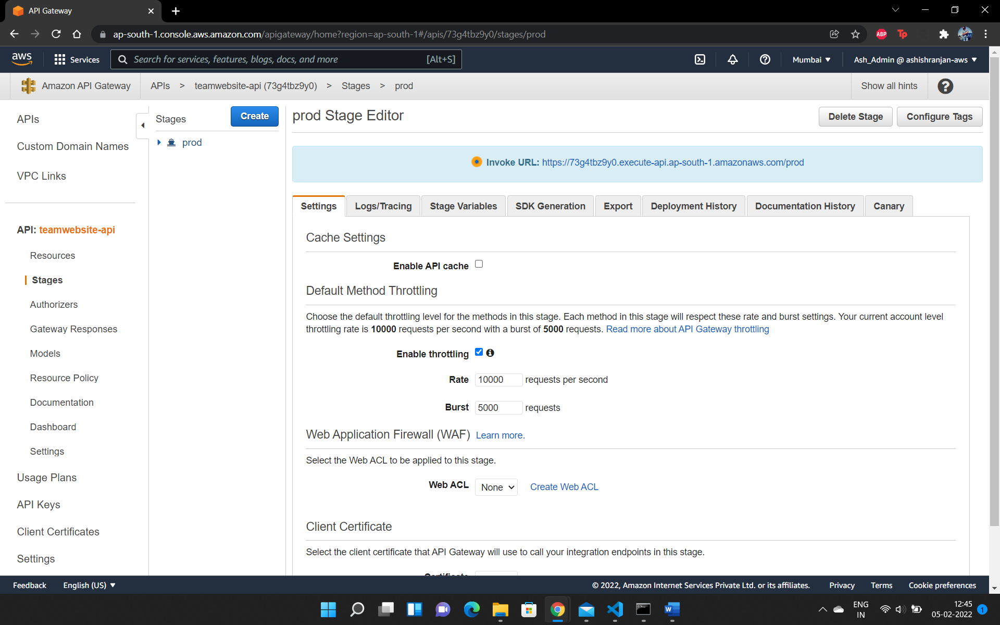 API Gateway
ap-south-1.console.aws.amazon.com/apigateway/home?region=ap-south-1#/apis/73g4tbz9y0/stages/prod
ABP
Tp
aws
Services
Search for services, features, blogs, docs, and more
[Alt+S]
Mumbai
Ash_Admin @ ashishranjan-aws
Amazon API Gateway
APIs > teamwebsite-api (73g4tbz9y0) > Stages > prod
Show all hints
APIs
Custom Domain Names
VPC Links
API: teamwebsite-api
Resources
Stages
Authorizers
Gateway Responses
Models
Resource Policy
Documentation
Dashboard
Settings
Usage Plans
API Keys
Client Certificates
Settings
Stages
Create
prod
prod Stage Editor
Delete Stage
Configure Tags
Invoke URL: https://73g4tbz9y0.execute-api.ap-south-1.amazonaws.com/prod
Settings
Logs/Tracing
Stage Variables
SDK Generation
Export
Deployment History
Documentation History
Canary
Cache Settings
Enable API cache
Default Method Throttling
Choose the default throttling level for the methods in this stage. Each method in this stage will respect these rate and burst settings. Your current account level
throttling rate is 10000 requests per second with a burst of 5000 requests. Read more about API Gateway throttling
Enable throttling
Rate 10000 requests per second
Burst 5000 requests
Web Application Firewall (WAF) Learn more.
Select the Web ACL to be applied to this stage.
Web ACL None Create Web ACL
Client Certificate
Select the client certificate that API Gateway will use to call your integration endpoints in this stage.
Certificate
Feedback
English (US)
© 2022, Amazon Internet Services Private Ltd. or its affiliates.
Privacy
Terms
Cookie preferences
ENG
IN
12:45
05-02-2022
1